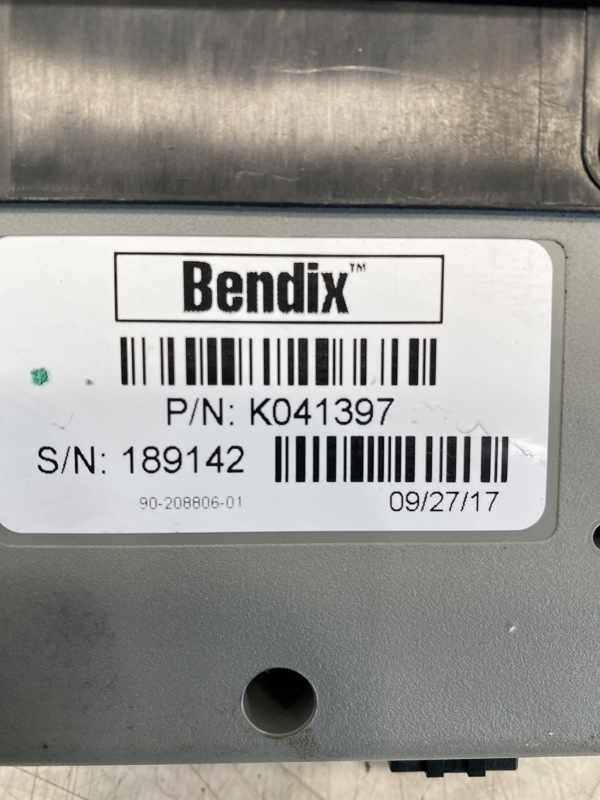 Bendix™
P/N: K041397
S/N: 189142
90-208806-01
09/27/17